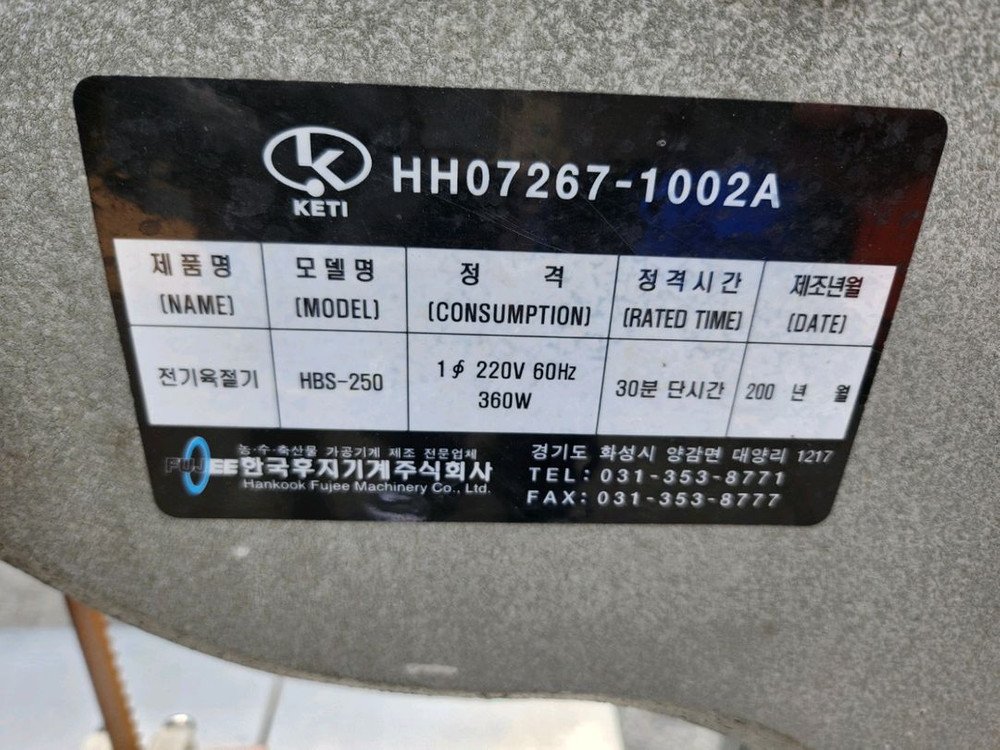 KETI
HH07267-1002A
제품명 모델명 정 격 정격시간 제조년월
(NAME) (MODEL) (CONSUMPTION) (RATED TIME) (DATE)
전기육절기 HBS-250 1∮ 220V 60Hz 30분 단시간 200 년 월
360W
농·수·축산물 가공기계 제조 전문업체
FUJEE 한국후지기계주식회사
Hankook Fujee Machinery Co., Ltd.
경기도 화성시 양감면 대양리 1217
TEL: 031-353-8771
FAX: 031-353-8777